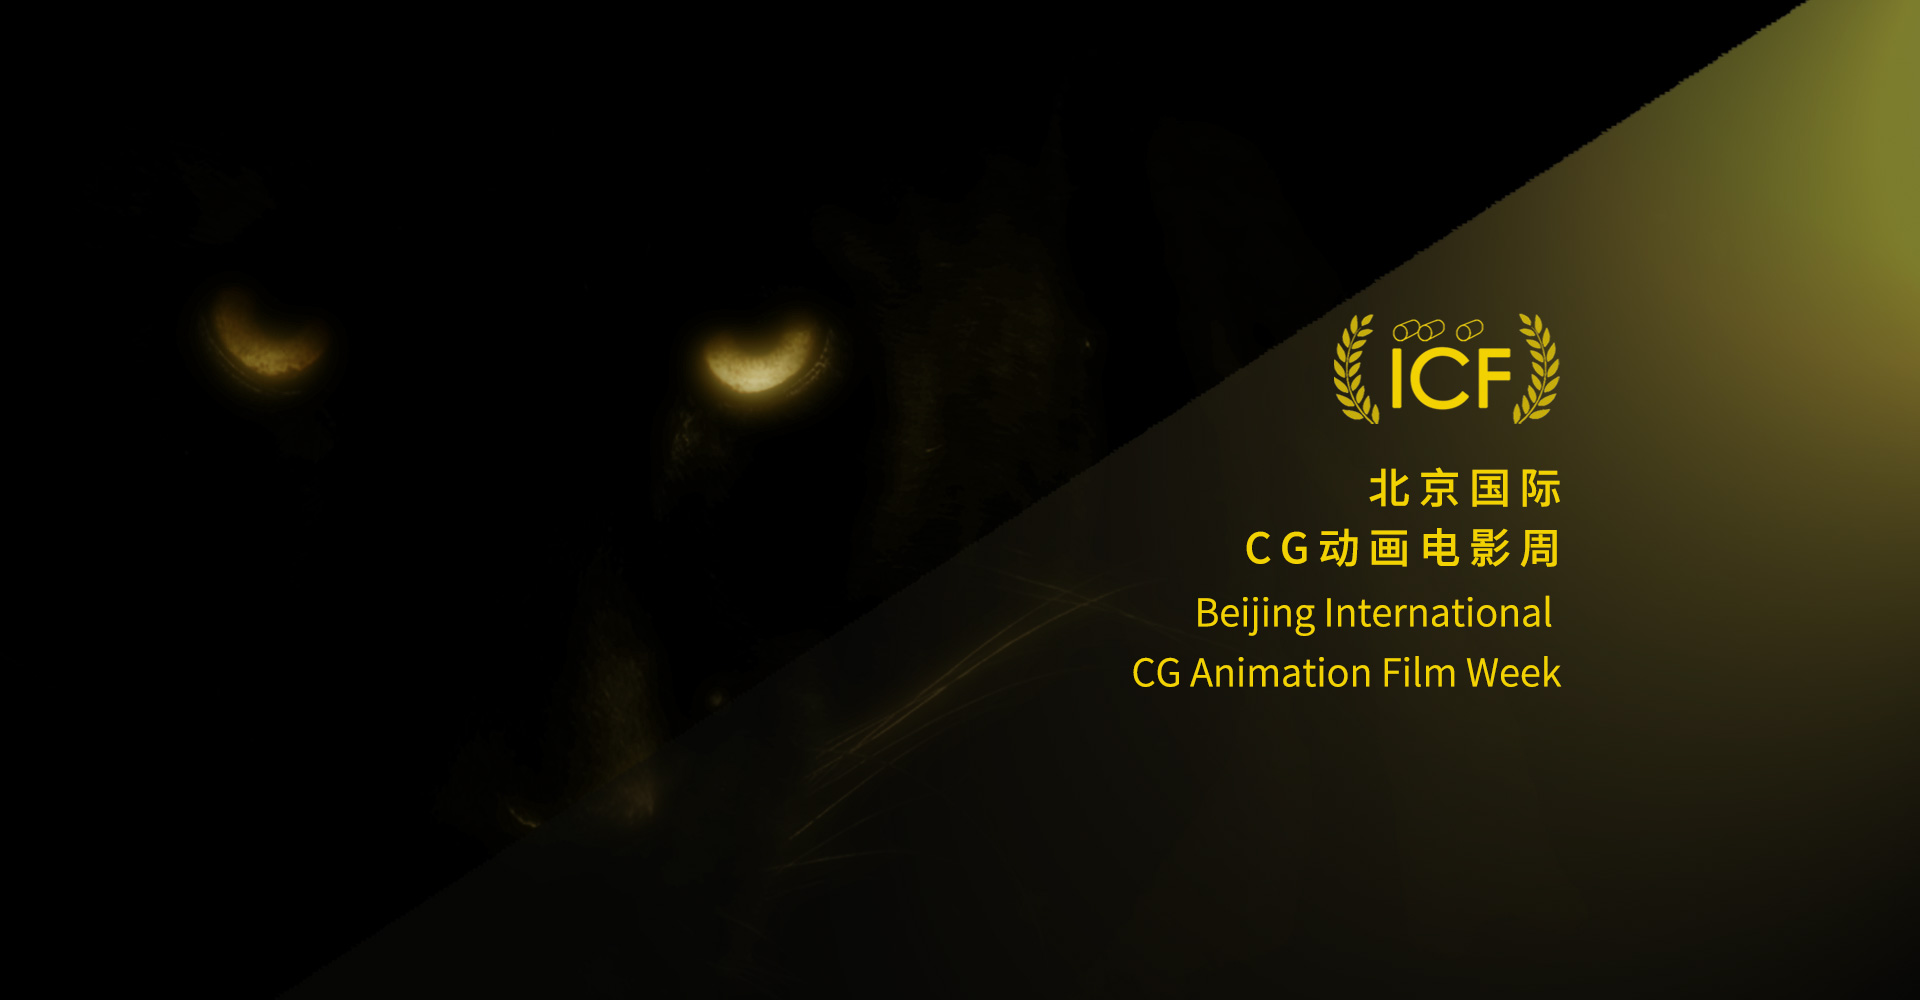 ICF
北京国际
CG动画电影周
Beijing International
CG Animation Film Week